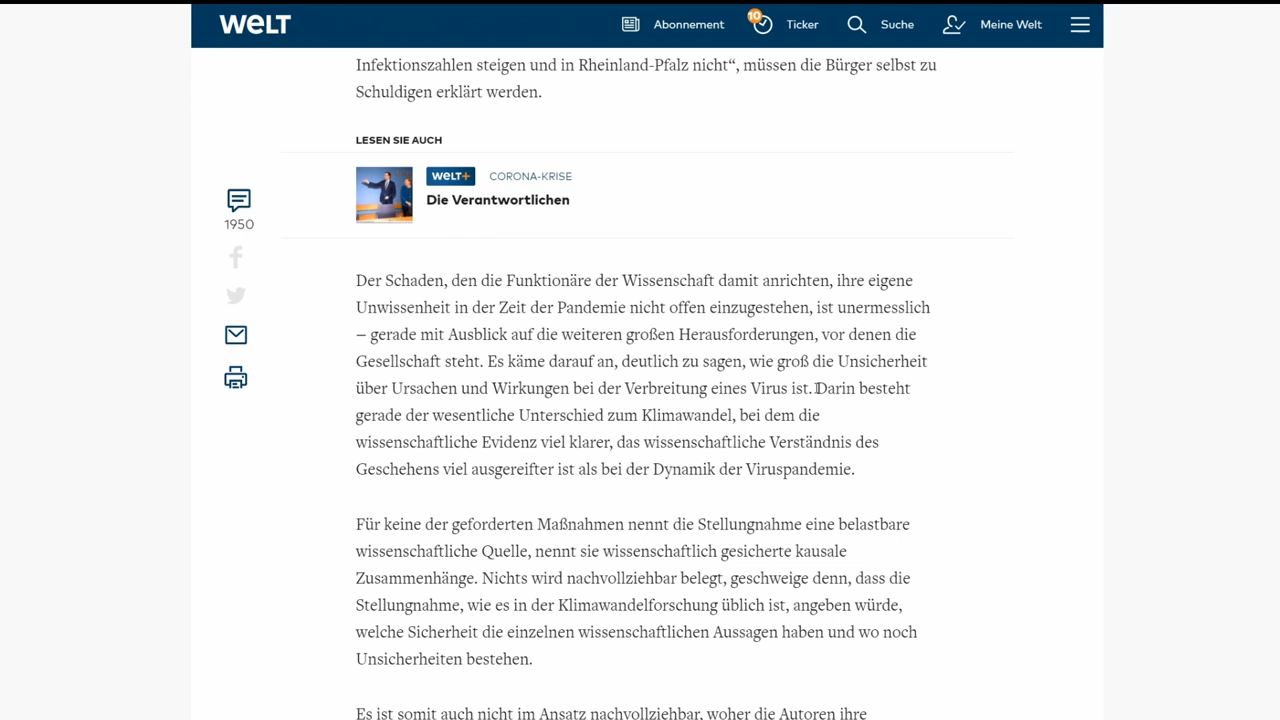 WELT
Abonnement
10
Ticker
Suche
Meine Welt
Infektionszahlen steigen und in Rheinland-Pfalz nicht“, müssen die Bürger selbst zu
Schuldigen erklärt werden.
LESEN SIE AUCH
WELT+ CORONA-KRISE
Die Verantwortlichen
1950
Der Schaden, den die Funktionäre der Wissenschaft damit anrichten, ihre eigene
Unwissenheit in der Zeit der Pandemie nicht offen einzugestehen, ist unermesslich
– gerade mit Ausblick auf die weiteren großen Herausforderungen, vor denen die
Gesellschaft steht. Es käme darauf an, deutlich zu sagen, wie groß die Unsicherheit
über Ursachen und Wirkungen bei der Verbreitung eines Virus ist. Darin besteht
gerade der wesentliche Unterschied zum Klimawandel, bei dem die
wissenschaftliche Evidenz viel klarer, das wissenschaftliche Verständnis des
Geschehens viel ausgereifter ist als bei der Dynamik der Viruspandemie.
Für keine der geforderten Maßnahmen nennt die Stellungnahme eine belastbare
wissenschaftliche Quelle, nennt sie wissenschaftlich gesicherte kausale
Zusammenhänge. Nichts wird nachvollziehbar belegt, geschweige denn, dass die
Stellungnahme, wie es in der Klimawandelforschung üblich ist, angeben würde,
welche Sicherheit die einzelnen wissenschaftlichen Aussagen haben und wo noch
Unsicherheiten bestehen.
Es ist somit auch nicht im Ansatz nachvollziehbar, woher die Autoren ihre